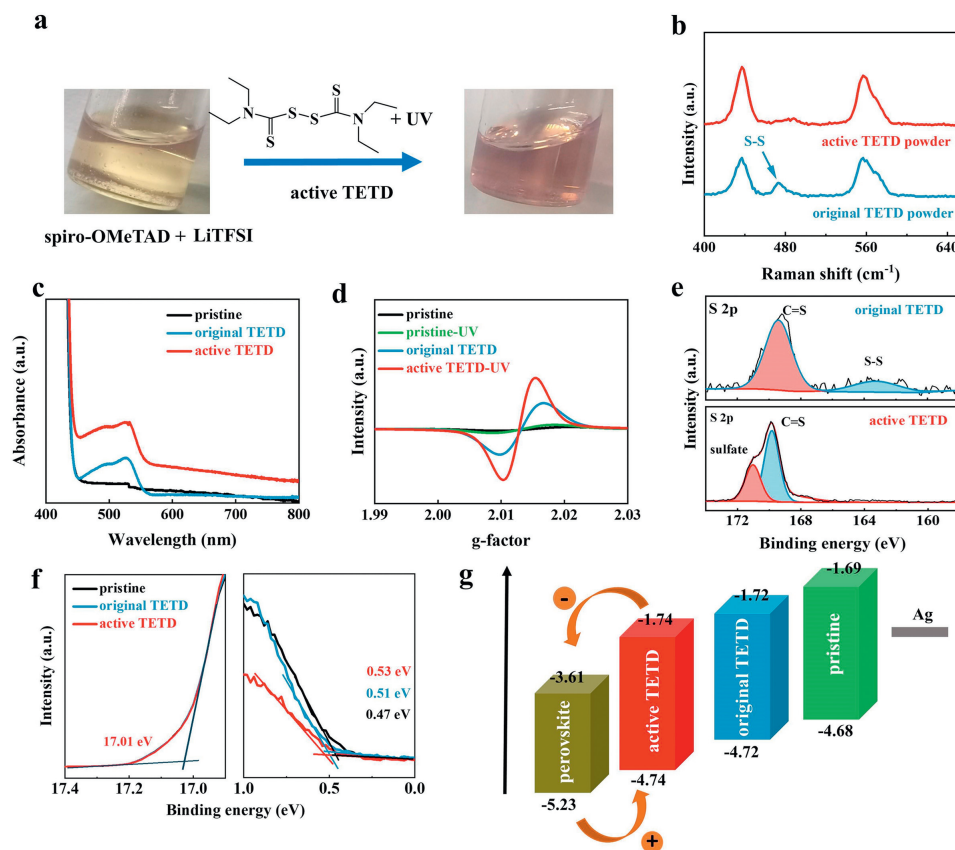 a
N
S
S
S
S
N
+ UV
active TETD
spiro-OMeTAD + LiTFSI
b
Intensity (a.u.)
active TETD powder
S-S
original TETD powder
400 480 560 640
Raman shift (cm-1)
c
pristine
original TETD
active TETD
Absorbance (a.u.)
400 500 600 700 800
Wavelength (nm)
d
pristine
pristine-UV
original TETD
active TETD-UV
Intensity (a.u.)
1.99 2.00 2.01 2.02 2.03
g-factor
e
S 2p
C=S
original TETD
S-S
S 2p
C=S
active TETD
sulfate
Intensity (a.u.)
172 168 164 160
Binding energy (eV)
f
pristine
original TETD
active TETD
Intensity (a.u.)
17.01 eV
0.53 eV
0.51 eV
0.47 eV
17.4 17.2 17.0 1.0 0.5 0.0
Binding energy (eV)
g
-
-3.61
perovskite
-5.23
-1.74
active TETD
-4.74
-1.72
original TETD
-4.72
-1.69
pristine
-4.68
Ag
+